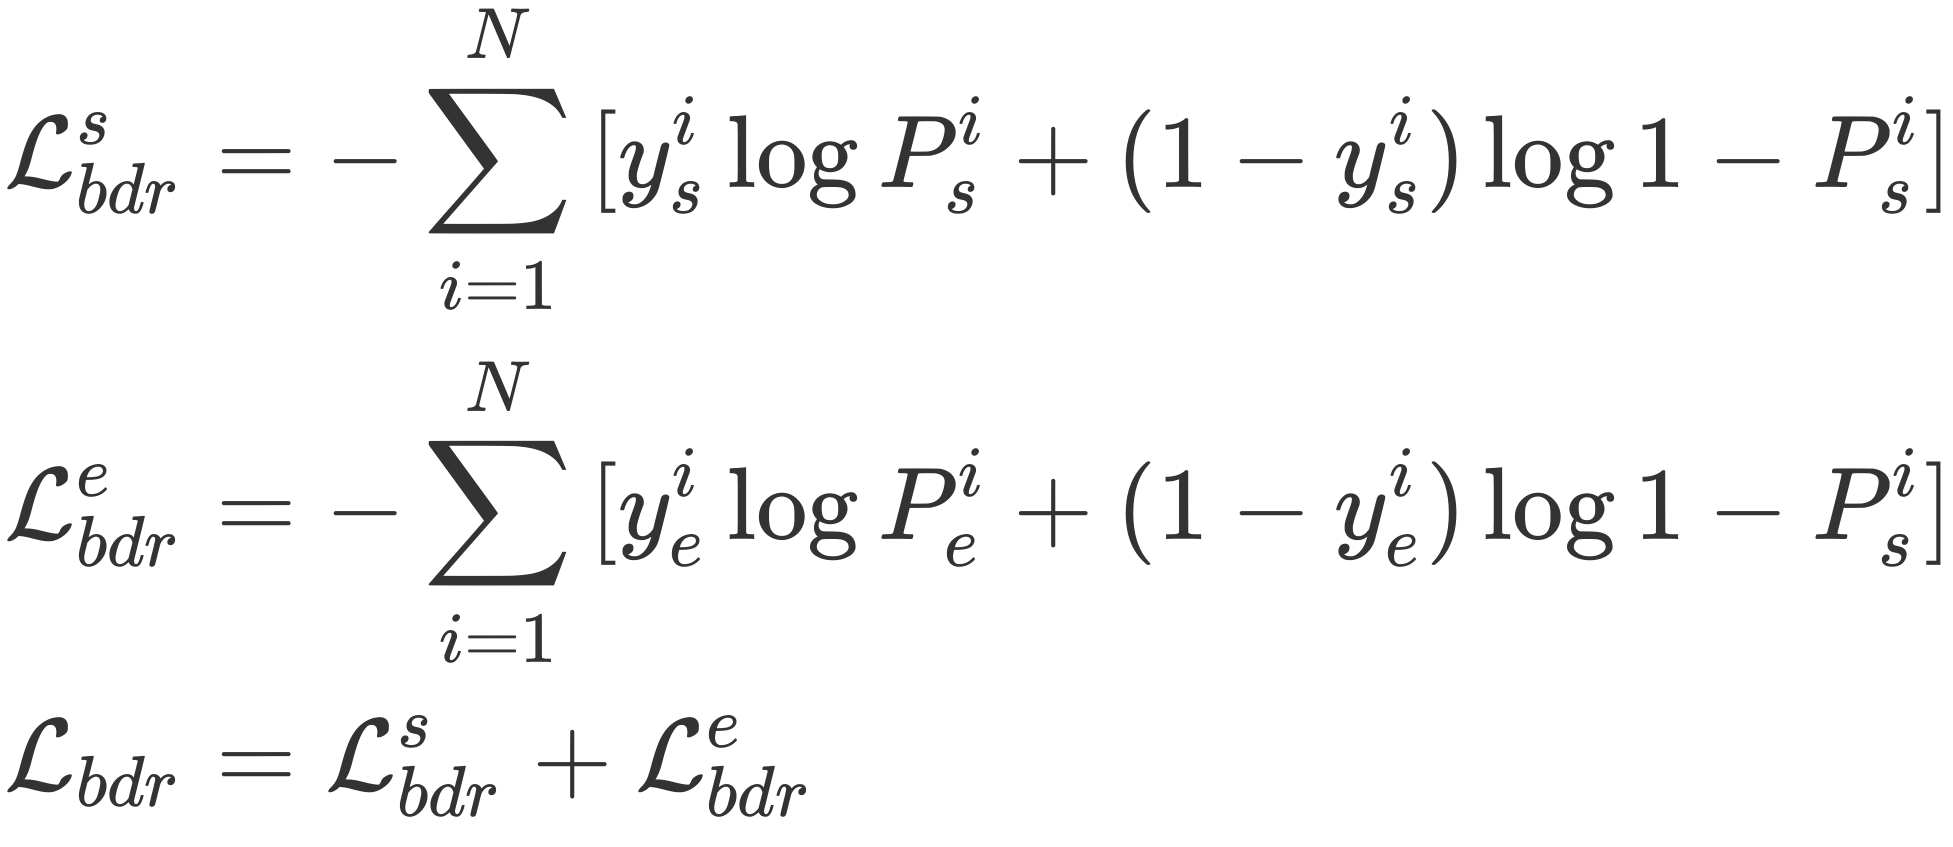 \mathcal{L}_{bdr}^{s} = -\sum_{i=1}^{N} [y_s^i \log P_s^i + (1 - y_s^i) \log 1 - P_s^i]
\mathcal{L}_{bdr}^{e} = -\sum_{i=1}^{N} [y_e^i \log P_e^i + (1 - y_e^i) \log 1 - P_s^i]
\mathcal{L}_{bdr} = \mathcal{L}_{bdr}^{s} + \mathcal{L}_{bdr}^{e}